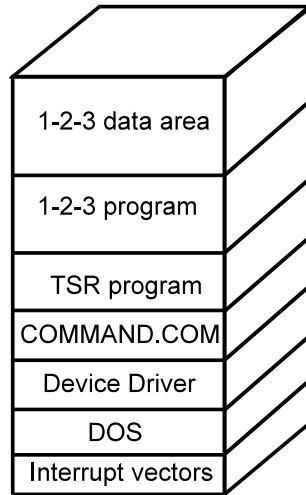 1-2-3 data area
1-2-3 program
TSR program
COMMAND.COM
Device Driver
DOS
Interrupt vectors